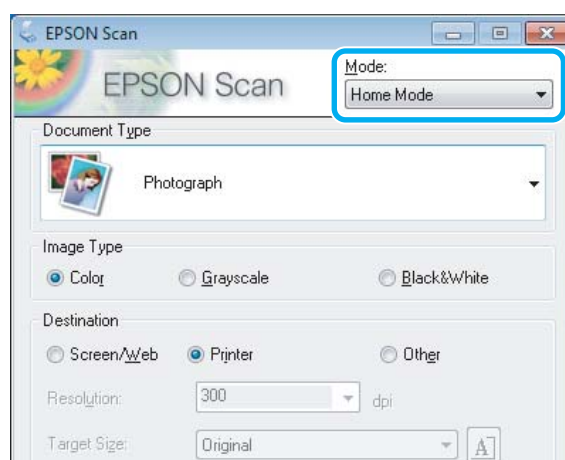 EPSON Scan
EPSON Scan
Mode:
Home Mode
Document Type
Photograph
Image Type
Color Grayscale Black&White
Destination
Screen/Web Printer Other
Resolution: 300 dpi
Target Size: Original A